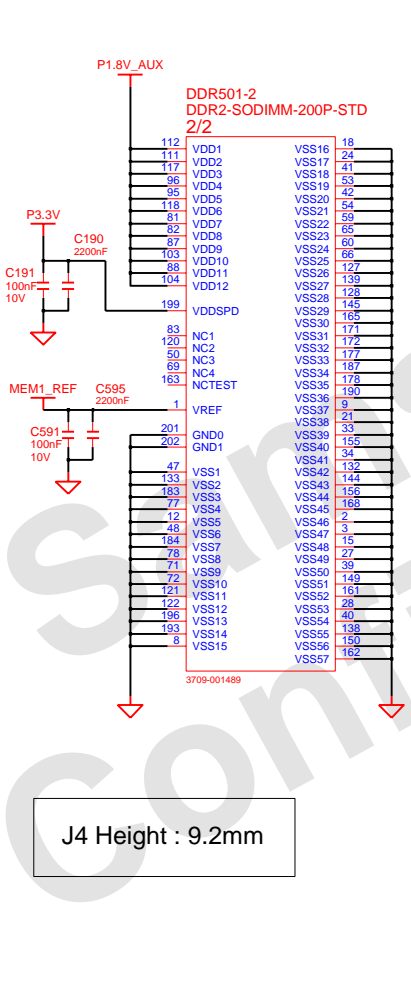 P1.8V_AUX
DDR501-2
DDR2-SODIMM-200P-STD
2/2
112 VDD1
111 VDD2
117 VDD3
96 VDD4
95 VDD5
118 VDD6
81 VDD7
82 VDD8
87 VDD9
103 VDD10
88 VDD11
104 VDD12
P3.3V
C190
2200nF
C191
100nF
10V
199 VDDSPD
83 NC1
120 NC2
50 NC3
69 NC4
163 NCTEST
MEM1_REF
C595
2200nF
C591
100nF
10V
1 VREF
201 GND0
202 GND1
47 VSS1
133 VSS2
183 VSS3
77 VSS4
12 VSS5
48 VSS6
184 VSS7
78 VSS8
71 VSS9
72 VSS10
121 VSS11
122 VSS12
196 VSS13
193 VSS14
8 VSS15
VSS16 18
VSS17 24
VSS18 41
VSS19 53
VSS20 42
VSS21 54
VSS22 59
VSS23 65
VSS24 60
VSS25 66
VSS26 127
VSS27 139
VSS28 128
VSS29 145
VSS30 165
VSS31 171
VSS32 172
VSS33 177
VSS34 187
VSS35 178
VSS36 190
VSS37 9
VSS38 21
VSS39 33
VSS40 155
VSS41 34
VSS42 132
VSS43 144
VSS44 156
VSS45 168
VSS46 2
VSS47 3
VSS48 15
VSS49 27
VSS50 39
VSS51 149
VSS52 161
VSS53 28
VSS54 40
VSS55 138
VSS56 150
VSS57 162
3709-001489
J4 Height : 9.2mm